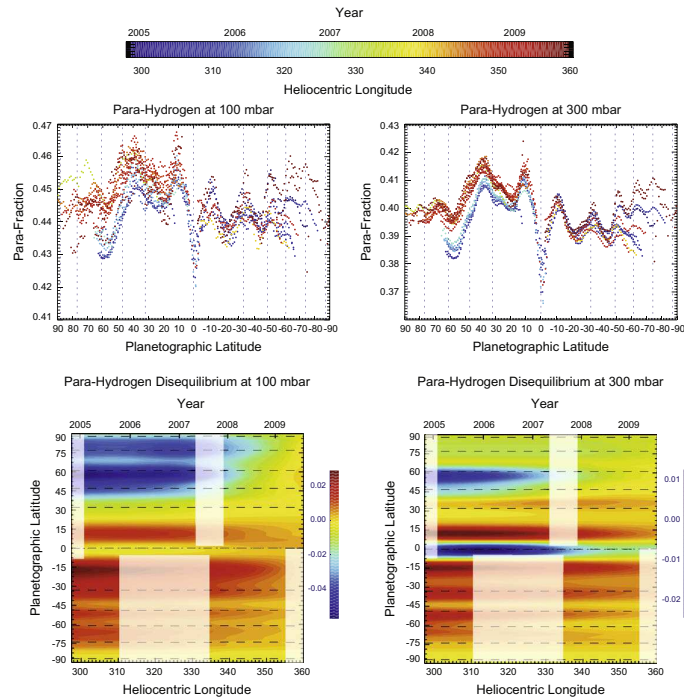 Year
2005 2006 2007 2008 2009
300 310 320 330 340 350 360
Heliocentric Longitude
Para-Hydrogen at 100 mbar
0.47
0.46
0.45
0.44
0.43
0.42
0.41
Para-Fraction
90 80 70 60 50 40 30 20 10 0 -10 -20 -30 -40 -50 -60 -70 -80 -90
Planetographic Latitude
Para-Hydrogen at 300 mbar
0.43
0.42
0.41
0.40
0.39
0.38
0.37
Para-Fraction
90 80 70 60 50 40 30 20 10 0 -10 -20 -30 -40 -50 -60 -70 -80 -90
Planetographic Latitude
Para-Hydrogen Disequilibrium at 100 mbar
Year
2005 2006 2007 2008 2009
90
75
60
45
30
15
0
-15
-30
-45
-60
-75
-90
Planetographic Latitude
300 310 320 330 340 350 360
Heliocentric Longitude
0.02
0.00
-0.02
-0.04
Para-Hydrogen Disequilibrium at 300 mbar
Year
2005 2006 2007 2008 2009
90
75
60
45
30
15
0
-15
-30
-45
-60
-75
-90
Planetographic Latitude
300 310 320 330 340 350 360
Heliocentric Longitude
0.01
0.00
-0.01
-0.02